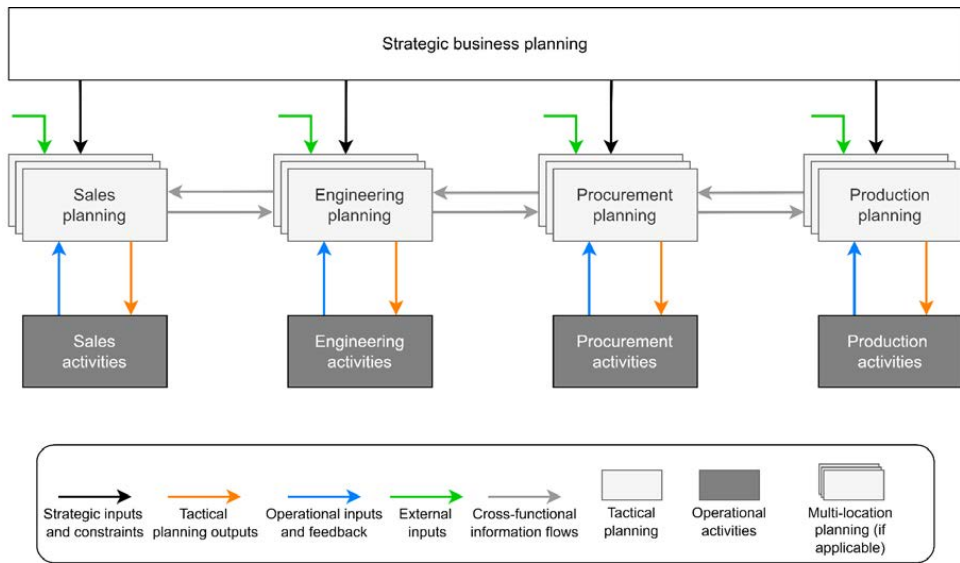 Strategic business planning
Sales
planning
Engineering
planning
Procurement
planning
Production
planning
Sales
activities
Engineering
activities
Procurement
activities
Production
activities
Strategic inputs
and constraints
Tactical
planning outputs
Operational inputs
and feedback
External
inputs
Cross-functional
information flows
Tactical
planning
Operational
activities
Multi-location
planning (if
applicable)